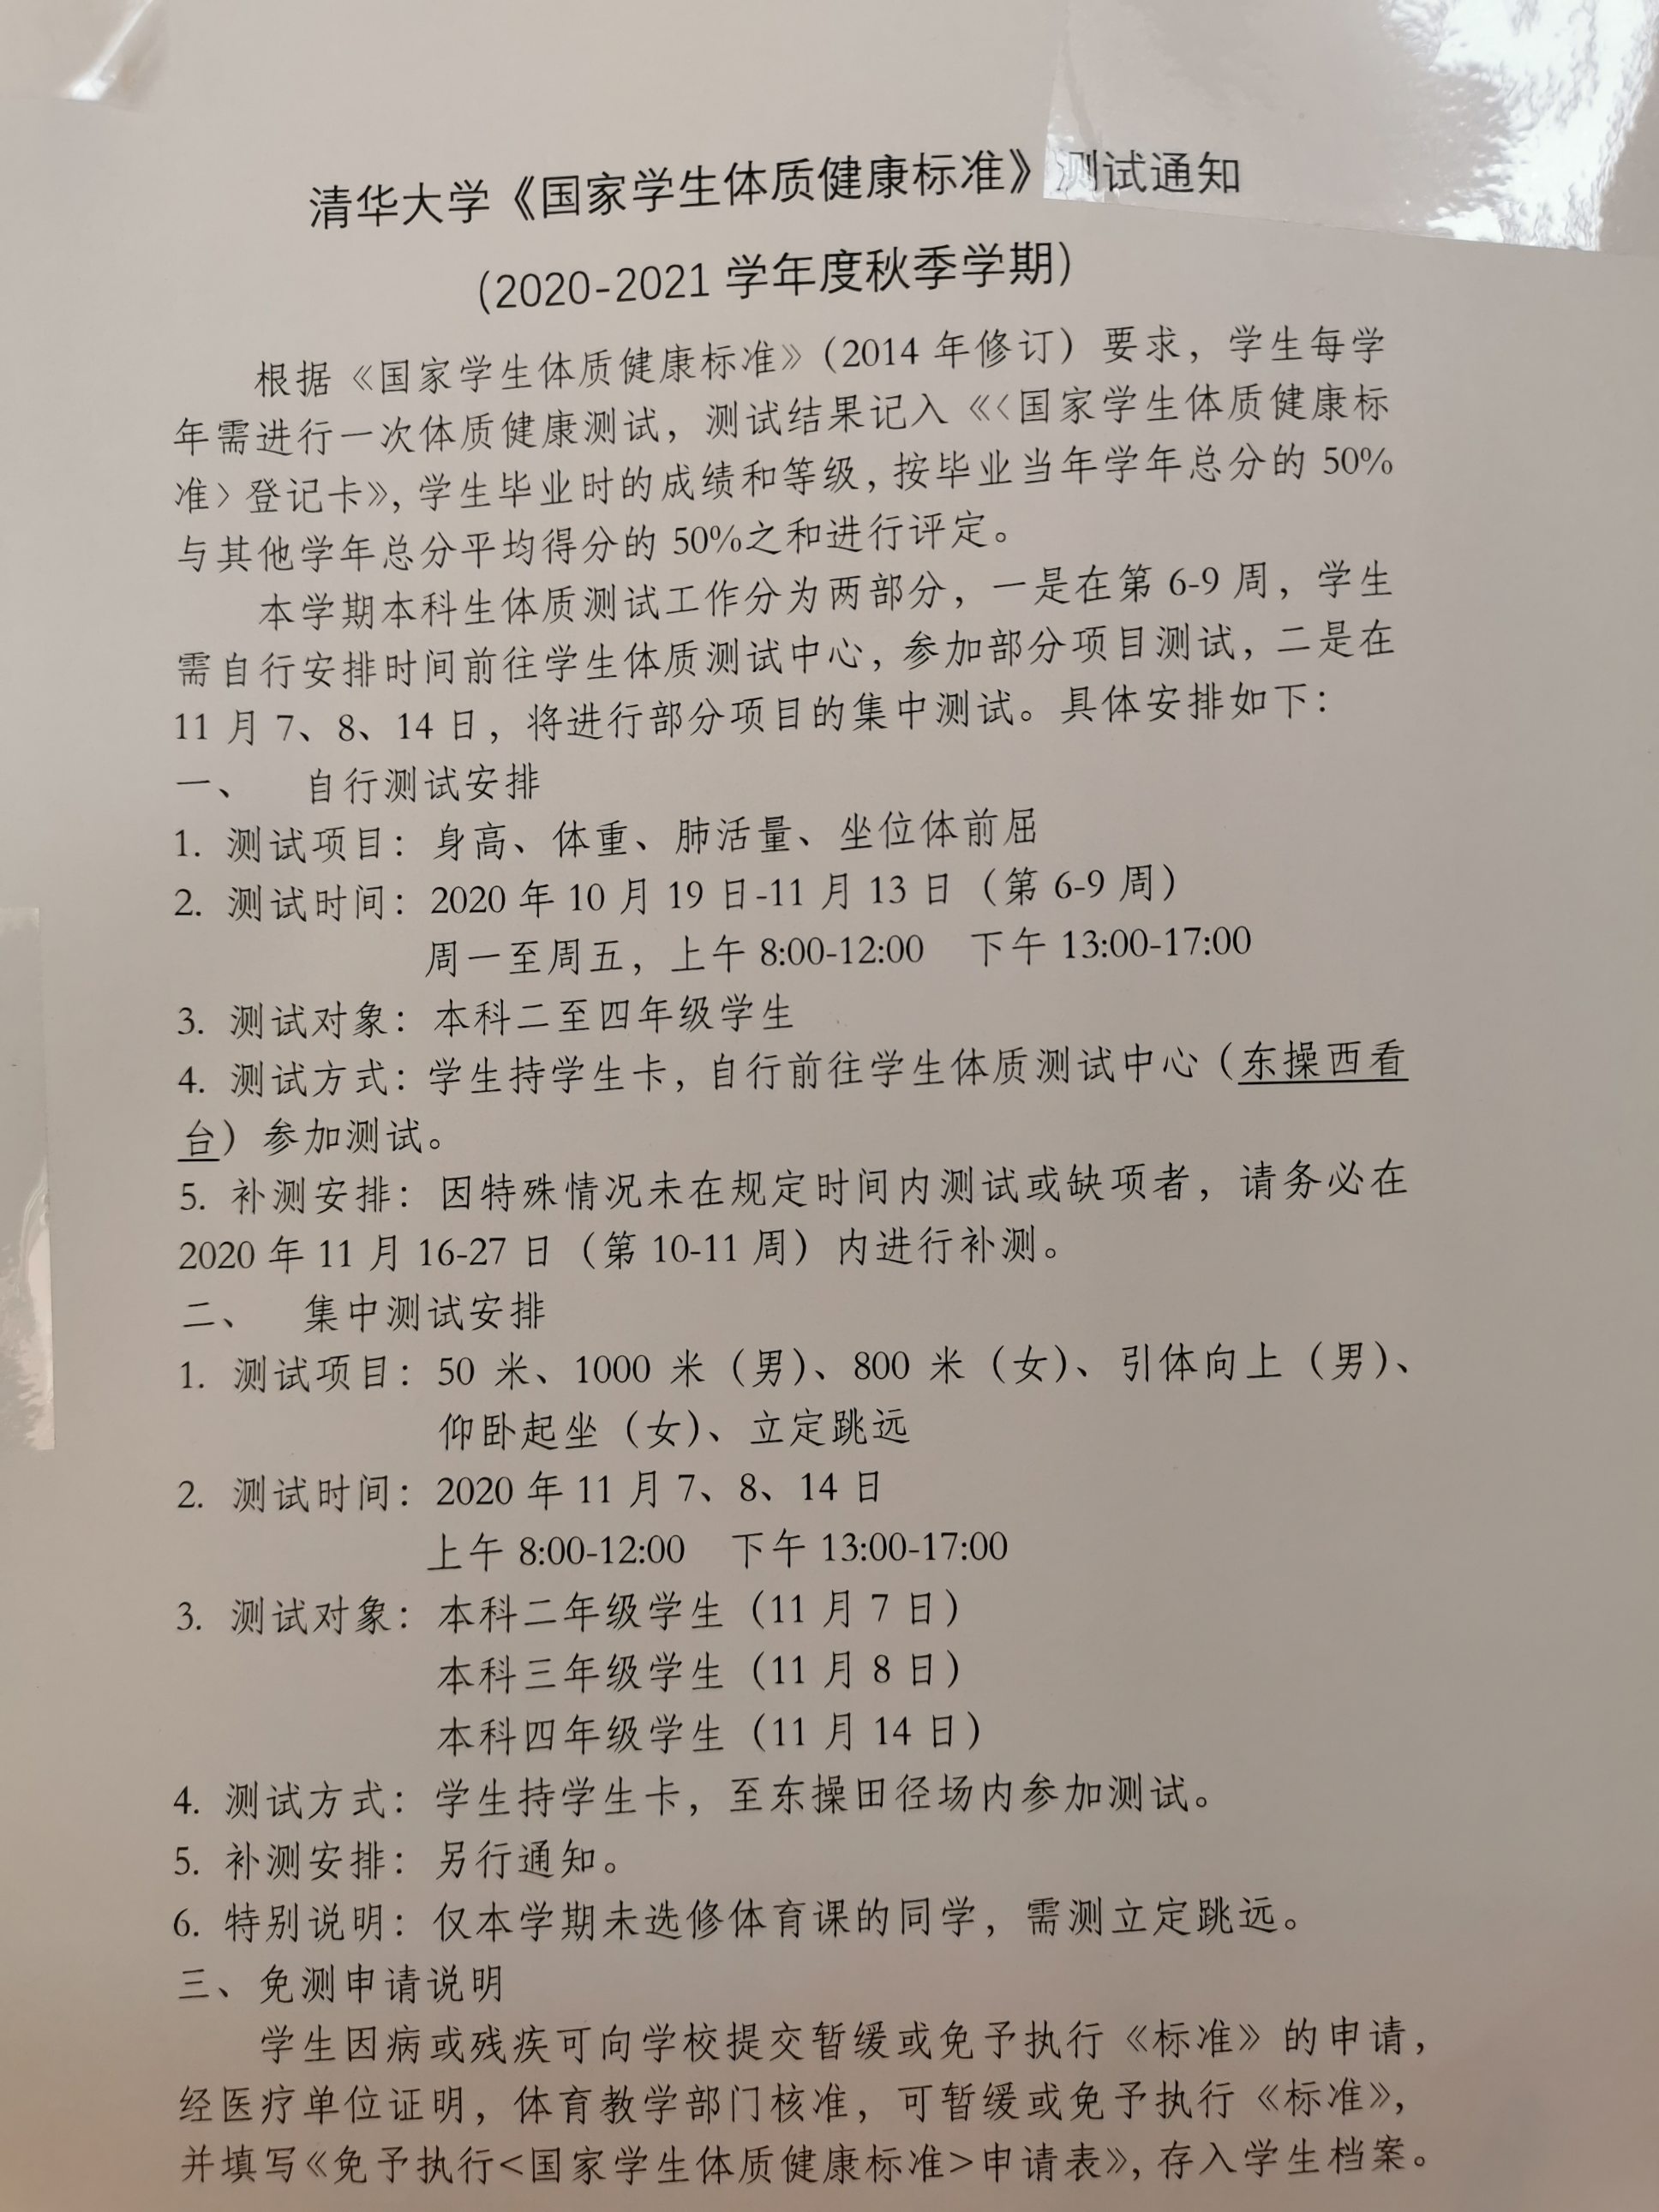 清华大学《国家学生体质健康标准》测试通知
（2020-2021 学年度秋季学期）
根据《国家学生体质健康标准》（2014 年修订）要求，学生每学
年需进行一次体质健康测试，测试结果记入《〈国家学生体质健康标
准〉登记卡》，学生毕业时的成绩和等级，按毕业当年学年总分的 50%
与其他学年总分平均得分的 50%之和进行评定。
本学期本科生体质测试工作分为两部分，一是在第 6-9 周，学生
需自行安排时间前往学生体质测试中心，参加部分项目测试，二是在
11 月 7、8、14 日，将进行部分项目的集中测试。具体安排如下：
一、 自行测试安排
1. 测试项目：身高、体重、肺活量、坐位体前屈
2. 测试时间：2020 年 10 月 19 日-11 月 13 日（第 6-9 周）
周一至周五，上午 8:00-12:00 下午 13:00-17:00
3. 测试对象：本科二至四年级学生
4. 测试方式：学生持学生卡，自行前往学生体质测试中心（东操西看
台）参加测试。
5. 补测安排：因特殊情况未在规定时间内测试或缺项者，请务必在
2020 年 11 月 16-27 日（第 10-11 周）内进行补测。
二、 集中测试安排
1. 测试项目：50 米、1000 米（男）、800 米（女）、引体向上（男）、
仰卧起坐（女）、立定跳远
2. 测试时间：2020 年 11 月 7、8、14 日
上午 8:00-12:00 下午 13:00-17:00
3. 测试对象：本科二年级学生（11 月 7 日）
本科三年级学生（11 月 8 日）
本科四年级学生（11 月 14 日）
4. 测试方式：学生持学生卡，至东操田径场内参加测试。
5. 补测安排：另行通知。
6. 特别说明：仅本学期未选修体育课的同学，需测立定跳远。
三、免测申请说明
学生因病或残疾可向学校提交暂缓或免予执行《标准》的申请，
经医疗单位证明，体育教学部门核准，可暂缓或免予执行《标准》，
并填写《免予执行<国家学生体质健康标准>申请表》，存入学生档案。